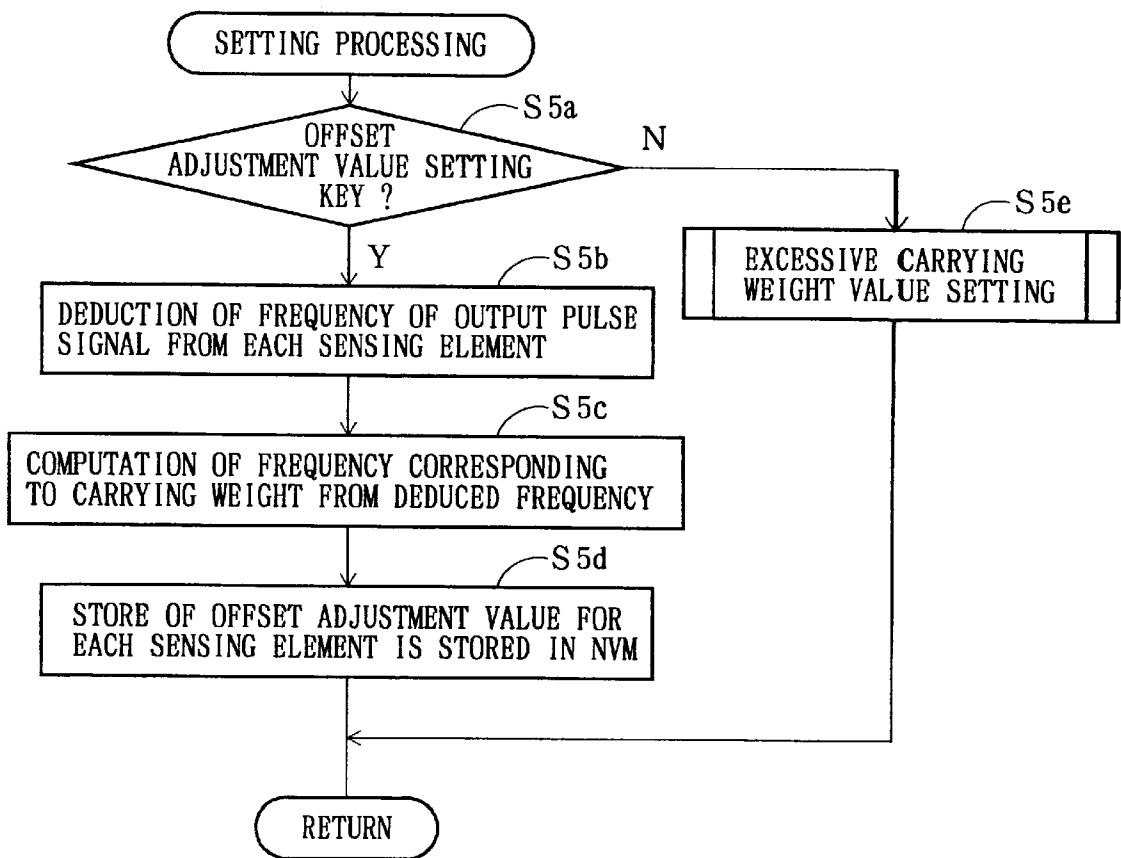 SETTING PROCESSING
S5a
OFFSET
ADJUSTMENT VALUE SETTING
KEY ?
N
Y
S5e
EXCESSIVE CARRYING
WEIGHT VALUE SETTING
S5b
DEDUCTION OF FREQUENCY OF OUTPUT PULSE
SIGNAL FROM EACH SENSING ELEMENT
S5c
COMPUTATION OF FREQUENCY CORRESPONDING
TO CARRYING WEIGHT FROM DEDUCED FREQUENCY
S5d
STORE OF OFFSET ADJUSTMENT VALUE FOR
EACH SENSING ELEMENT IS STORED IN NVM
RETURN